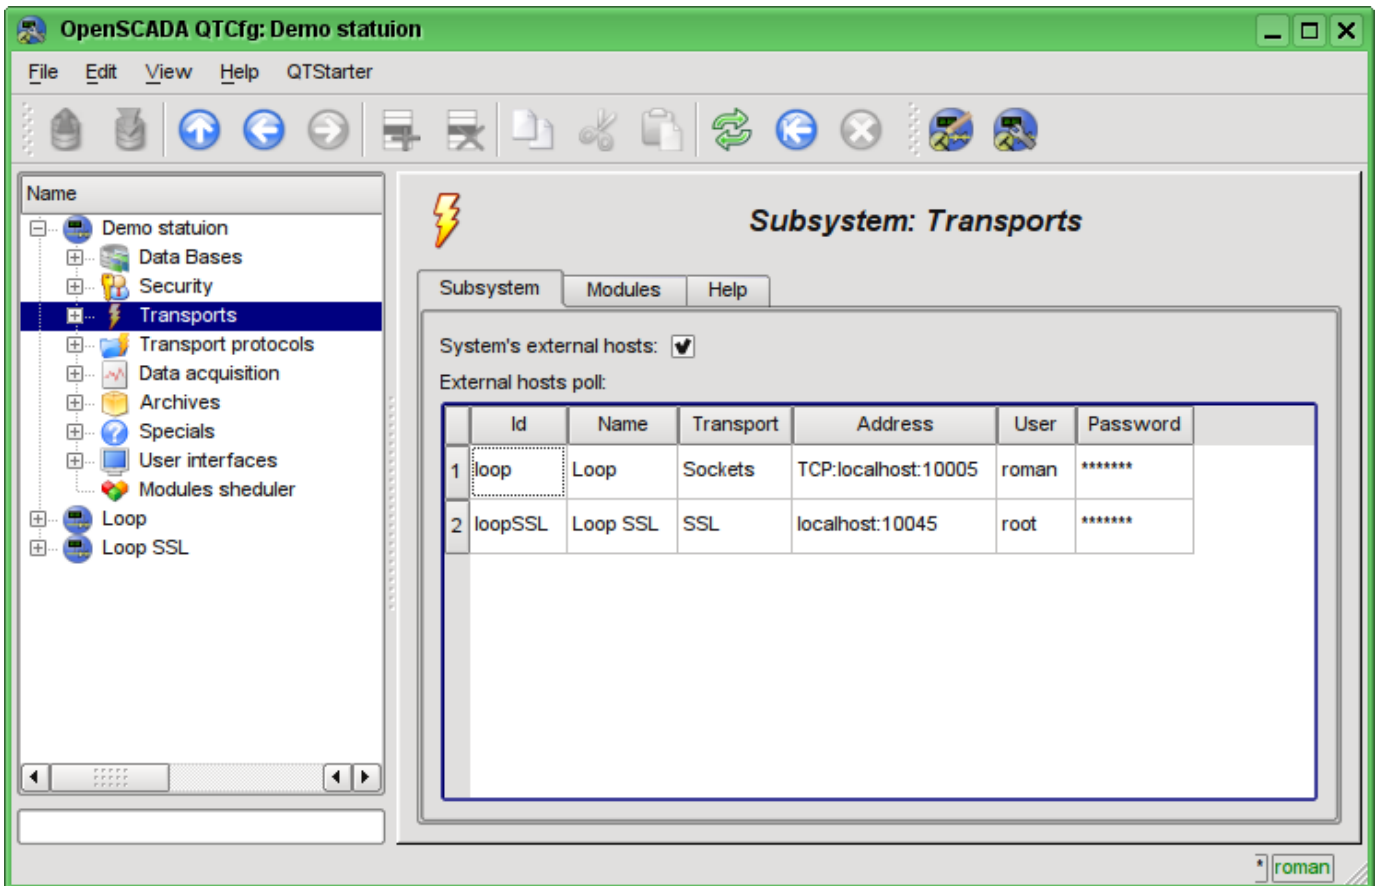 OpenSCADA QTCfg: Demo statuion
File Edit View Help QTStarter
Name
Demo statuion
Data Bases
Security
Transports
Transport protocols
Data acquisition
Archives
Specials
User interfaces
Modules sheduler
Loop
Loop SSL
Subsystem: Transports
Subsystem Modules Help
System's external hosts:
External hosts poll:
Id Name Transport Address User Password
1 loop Loop Sockets TCP:localhost:10005 roman *******
2 loopSSL Loop SSL SSL localhost:10045 root *******
* roman